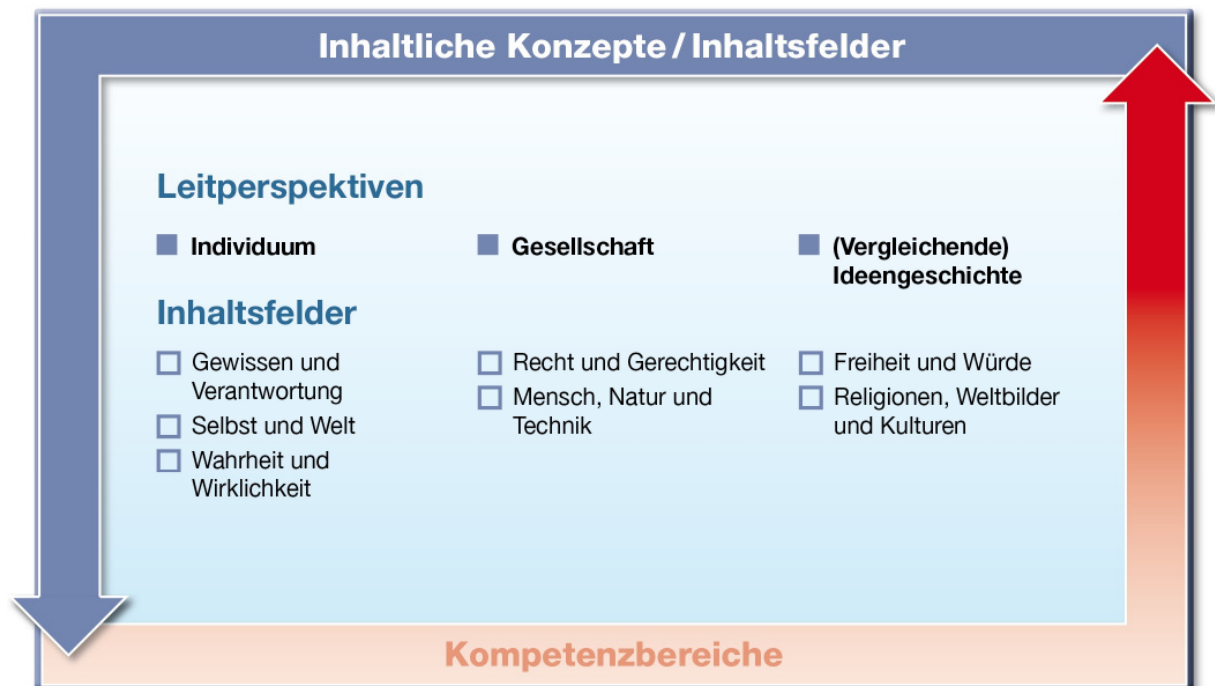 Inhaltliche Konzepte / Inhaltsfelder
Leitperspektiven
Individuum
Gesellschaft
(Vergleichende)
Ideengeschichte
Inhaltsfelder
Gewissen und
Verantwortung
Selbst und Welt
Wahrheit und
Wirklichkeit
Recht und Gerechtigkeit
Mensch, Natur und
Technik
Freiheit und Würde
Religionen, Weltbilder
und Kulturen
Kompetenzbereiche